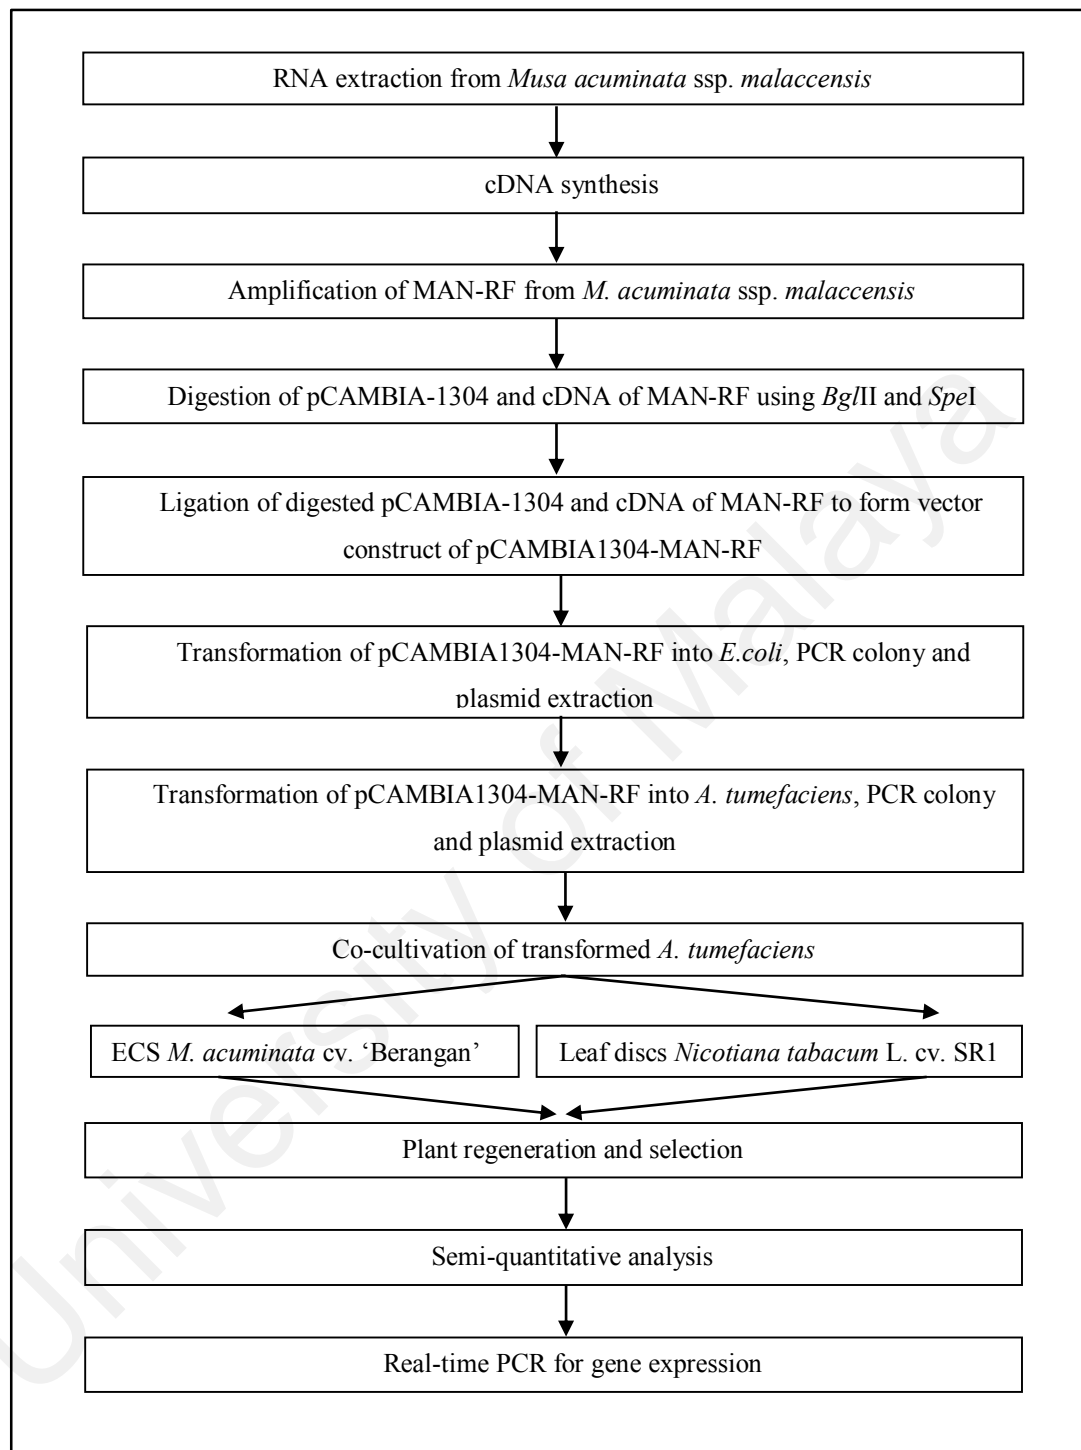 RNA extraction from Musa acuminata ssp. malaccensis
cDNA synthesis
Amplification of MAN-RF from M. acuminata ssp. malaccensis
Digestion of pCAMBIA-1304 and cDNA of MAN-RF using BglII and SpeI
Ligation of digested pCAMBIA-1304 and cDNA of MAN-RF to form vector
construct of pCAMBIA1304-MAN-RF
Transformation of pCAMBIA1304-MAN-RF into E.coli, PCR colony and
plasmid extraction
Transformation of pCAMBIA1304-MAN-RF into A. tumefaciens, PCR colony
and plasmid extraction
Co-cultivation of transformed A. tumefaciens
ECS M. acuminata cv. ‘Berangan’
Leaf discs Nicotiana tabacum L. cv. SR1
Plant regeneration and selection
Semi-quantitative analysis
Real-time PCR for gene expression
University of Malaya